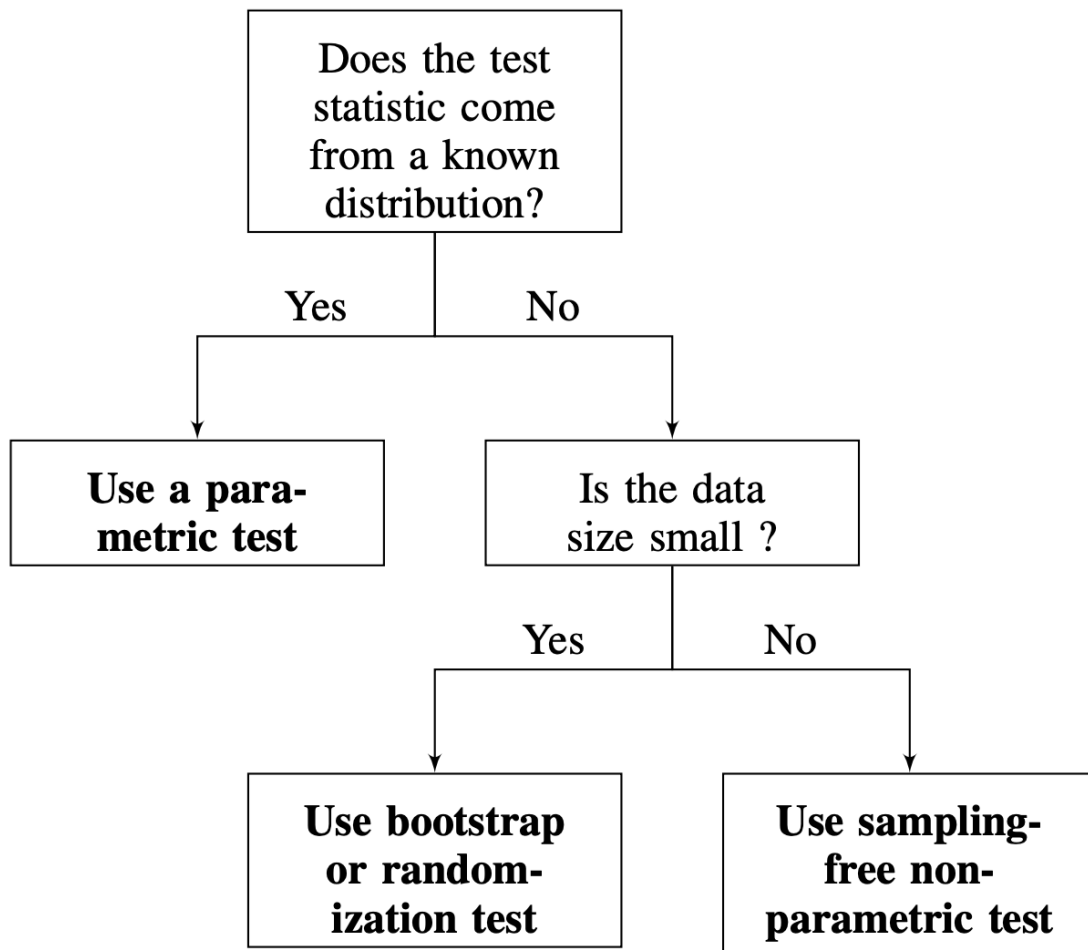 Does the test
statistic come
from a known
distribution?
Yes
No
Use a para-
metric test
Is the data
size small ?
Yes
No
Use bootstrap
or random-
ization test
Use sampling-
free non-
parametric test